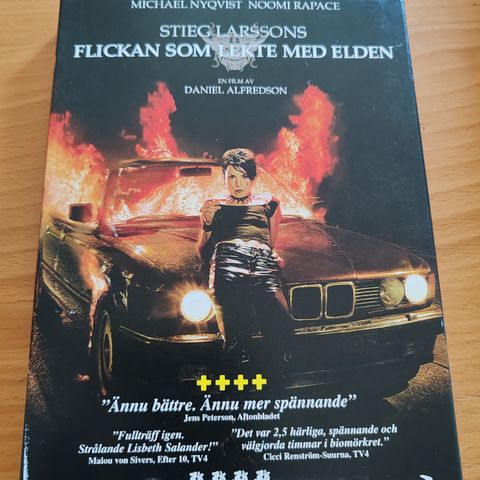 MICHAEL NYQVIST NOOMI RAPACE
STIEG LARSSONS
FLICKAN SOM LEKTE MED ELDEN
EN FILM AV
DANIEL ALFREDSON
++++
"Ännu bättre. Ännu mer spännande"
Jens Peterson, Aftonbladet
"Fullträff igen.
Strålande Lisbeth Salander!"
Malou von Sivers, Efter 10, TV4
"Det var 2,5 härliga, spännande och
välgjorda timmar i biomörkret."
Cicci Renström-Suurna, TV4